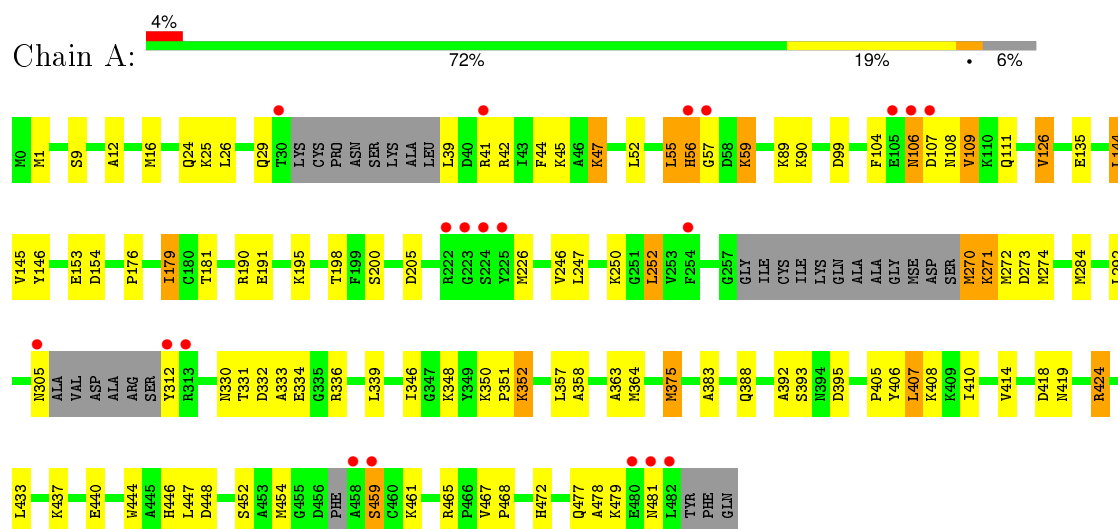 4%
Chain A:
72% 19% • 6%
M0 M1 S9 A12 M16 Q24 K25 L26 Q29 T30 LYS CYS PRO ASN SER LYS ALA LEU L39 D40 R41 R42 I43 F44 K45 A46 K47 L52 L55 H56 G57 D58 K59 K89 K90 D99 F104 E105 N106 D107 N108 V109 K110 Q111 V126 E135 L144
V145 Y146 E153 D154 P176 I179 C180 T181 R190 E191 K195 T198 F199 S200 D205 R222 G223 S224 Y225 M226 V246 L247 K250 G251 L252 V253 F254 G257 GLY ILE CYS ILE LYS GLN ALA ALA GLY MSE ASP SER M270 K271 M272 D273 M274 M284 L292
N305 ALA VAL ASP ALA ARG SER Y312 R313 N330 T331 D332 A333 E334 G335 R336 L339 I346 G347 K348 Y349 K350 P351 K352 L357 A358 A363 M364 M375 A383 Q388 A392 S393 N394 D395 P405 Y406 L407 K408 K409 I410 V414 D418 N419 R424
L433 K437 E440 W444 A445 H446 L447 D448 S452 A453 M454 G455 D456 PHE A458 S459 C460 K461 R465 P466 V467 P468 H472 Q477 A478 K479 E480 N481 L482 TYR PHE GLN